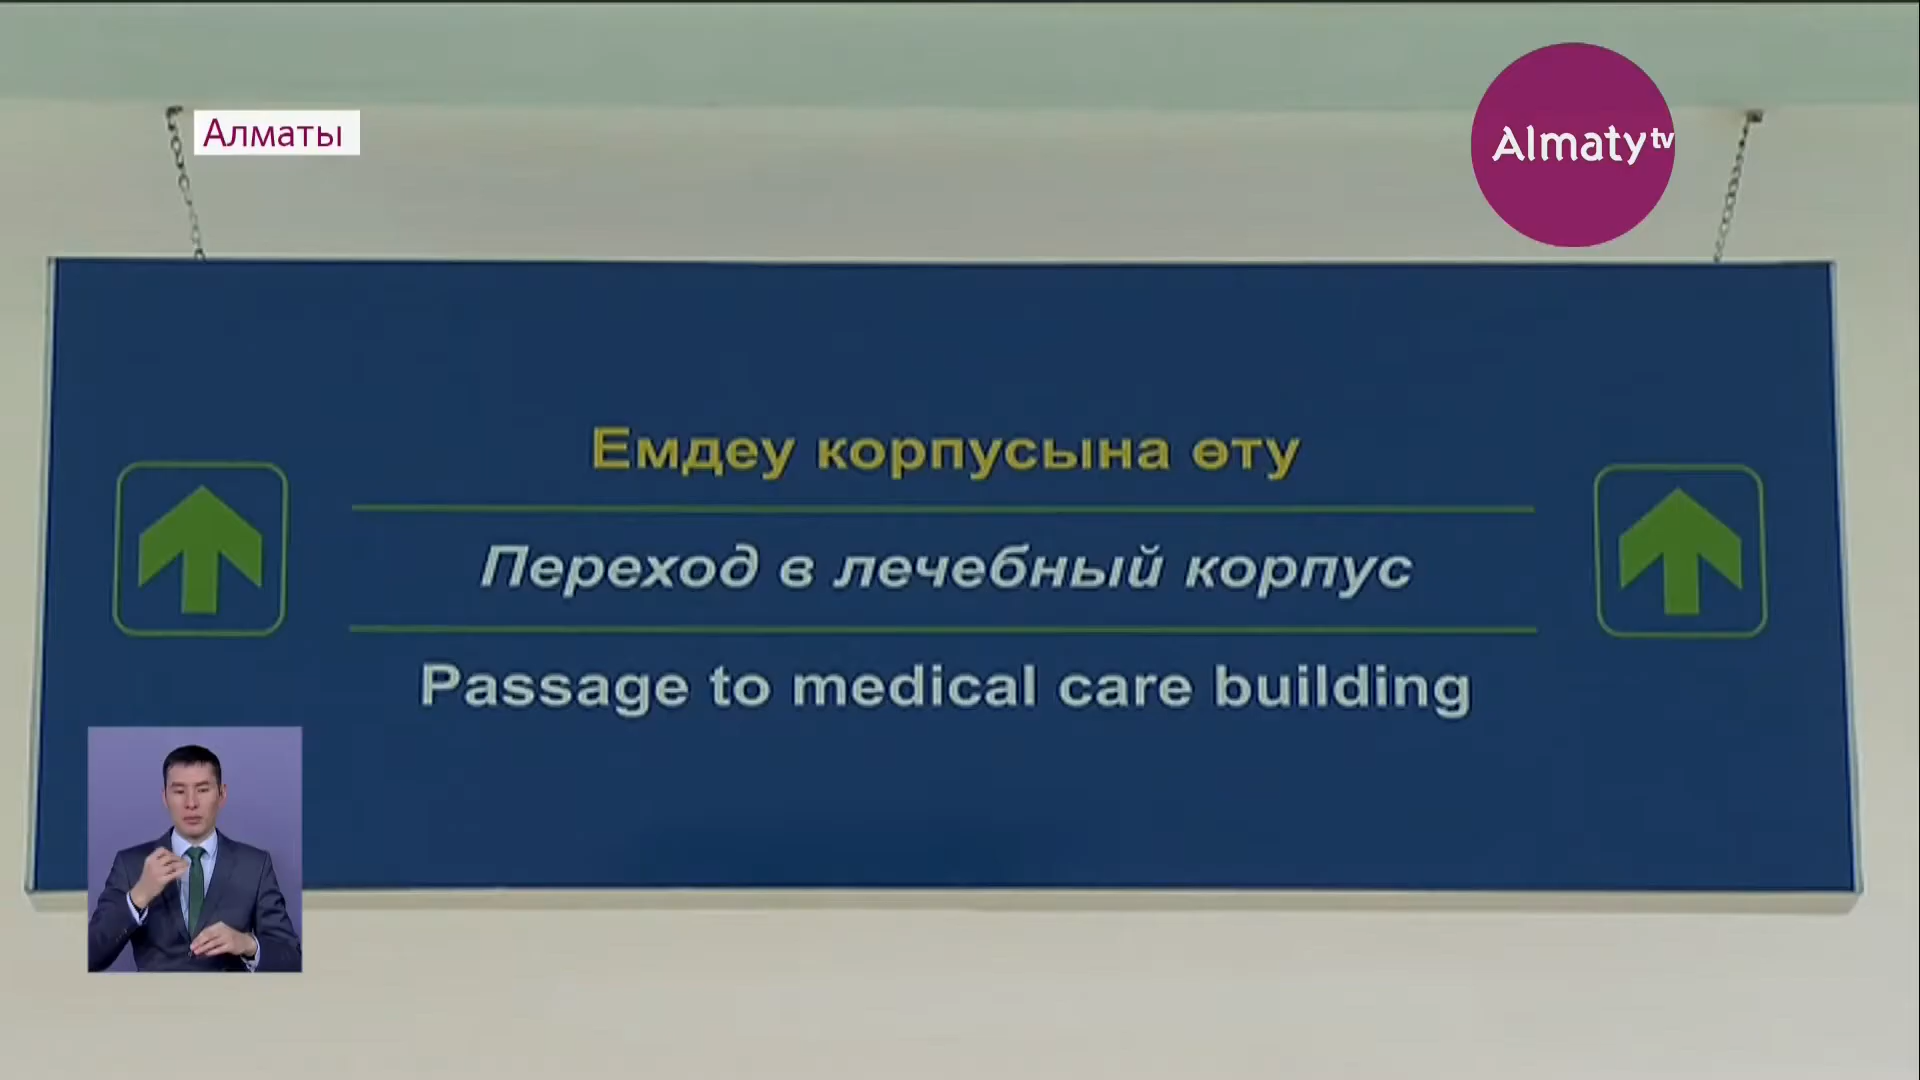 Алматы
Almaty tv
Емдеу корпусына өту
Переход в лечебный корпус
Passage to medical care building